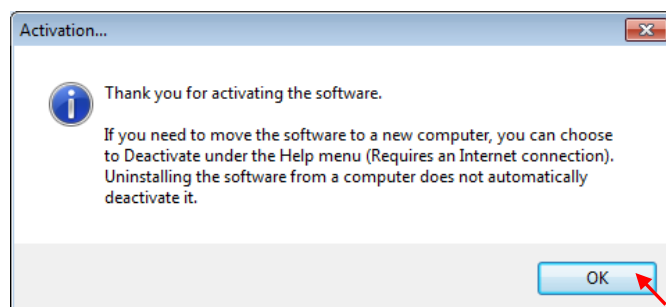 Activation...
Thank you for activating the software.
If you need to move the software to a new computer, you can choose
to Deactivate under the Help menu (Requires an Internet connection).
Uninstalling the software from a computer does not automatically
deactivate it.
OK